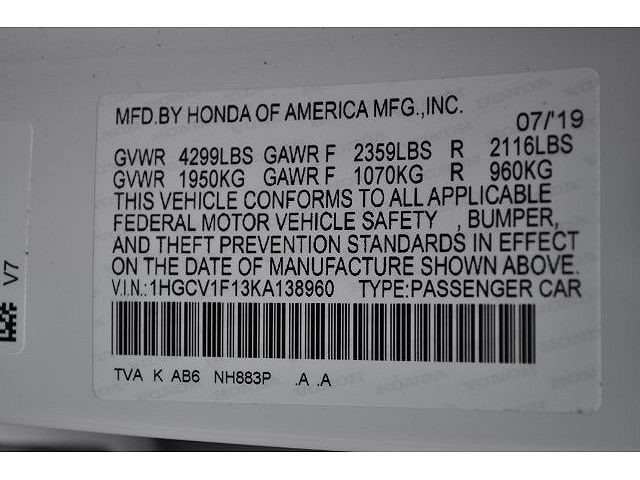 MFD.BY HONDA OF AMERICA MFG.,INC. 07/'19
GVWR 4299LBS GAWR F 2359LBS R 2116LBS
GVWR 1950KG GAWR F 1070KG R 960KG
THIS VEHICLE CONFORMS TO ALL APPLICABLE
FEDERAL MOTOR VEHICLE SAFETY , BUMPER,
AND THEFT PREVENTION STANDARDS IN EFFECT
ON THE DATE OF MANUFACTURE SHOWN ABOVE.
V.I.N.:1HGCV1F13KA138960 TYPE:PASSENGER CAR
TVA K AB6 NH883P .A .A
V7
HONDA